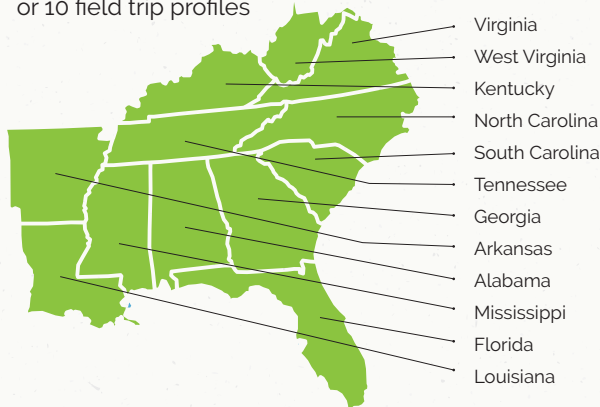 or 10 field trip profiles
Virginia
West Virginia
Kentucky
North Carolina
South Carolina
Tennessee
Georgia
Arkansas
Alabama
Mississippi
Florida
Louisiana